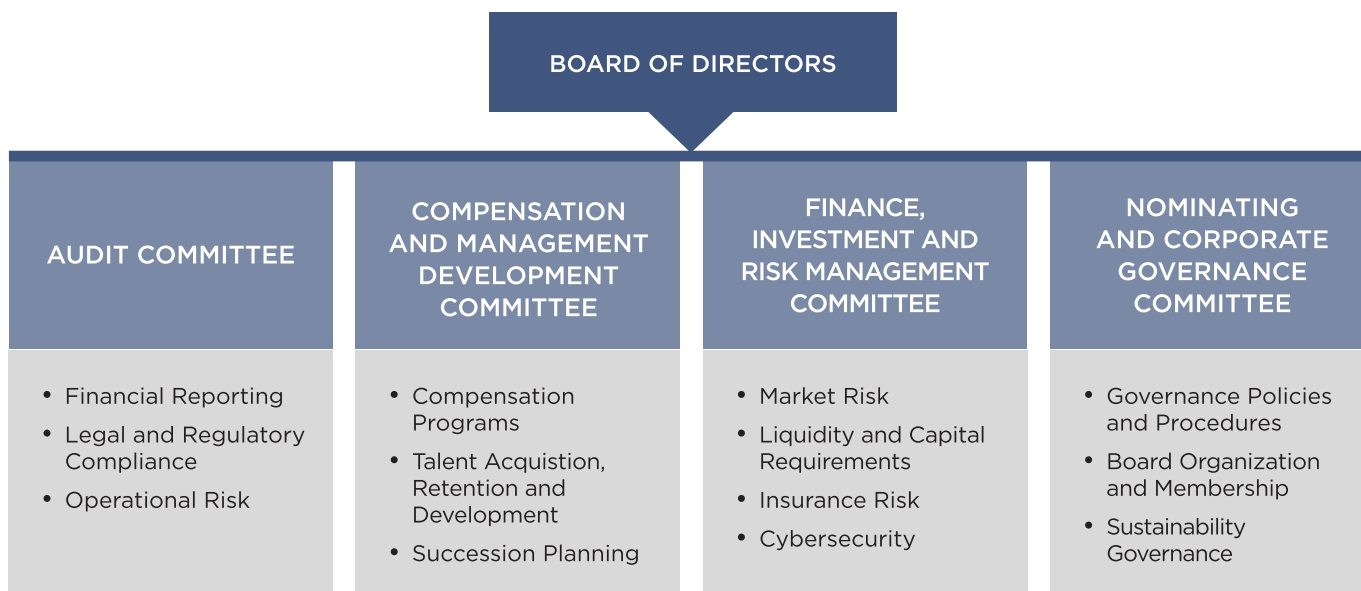 BOARD OF DIRECTORS
AUDIT COMMITTEE
• Financial Reporting
• Legal and Regulatory
Compliance
• Operational Risk
COMPENSATION
AND MANAGEMENT
DEVELOPMENT
COMMITTEE
• Compensation
Programs
• Talent Acquistion,
Retention and
Development
• Succession Planning
FINANCE,
INVESTMENT AND
RISK MANAGEMENT
COMMITTEE
• Market Risk
• Liquidity and Capital
Requirements
• Insurance Risk
• Cybersecurity
NOMINATING
AND CORPORATE
GOVERNANCE
COMMITTEE
• Governance Policies
and Procedures
• Board Organization
and Membership
• Sustainability
Governance